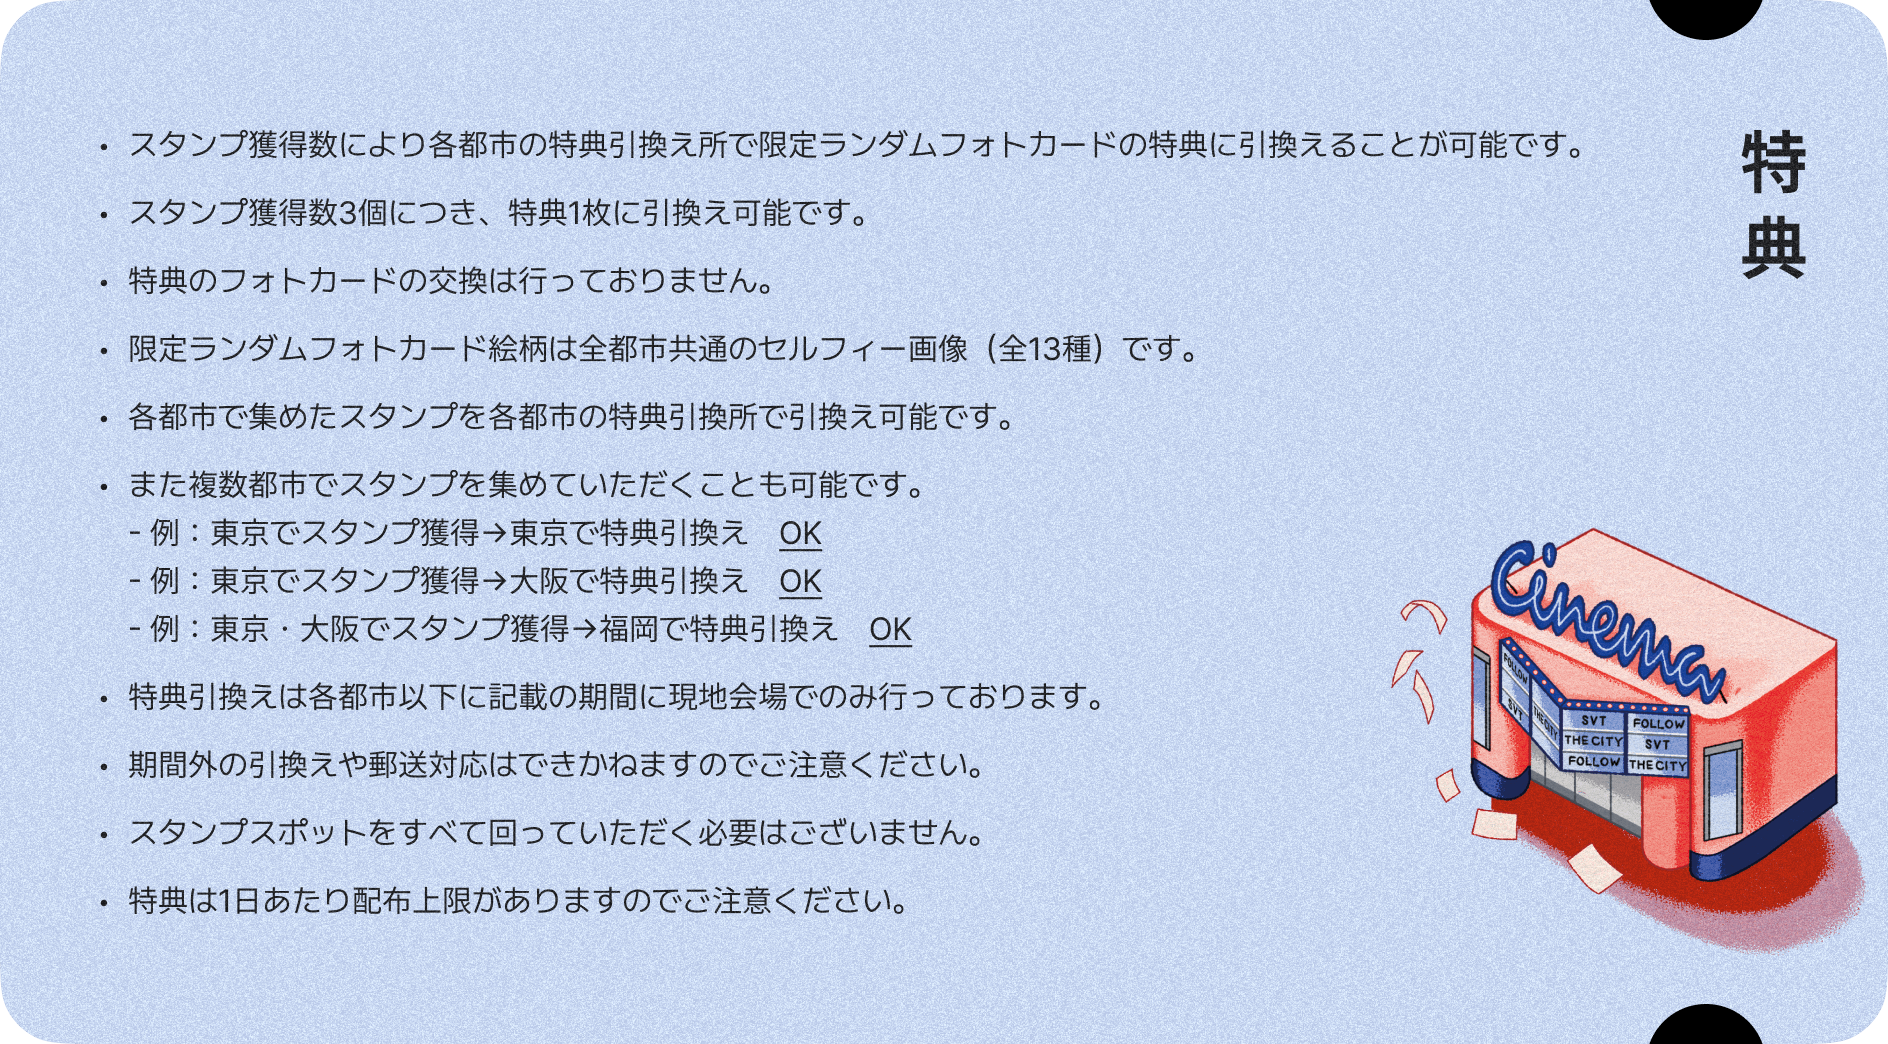 特典
・スタンプ獲得数により各都市の特典引換え所で限定ランダムフォトカードの特典に引換えることが可能です。
・スタンプ獲得数3個につき、特典1枚に引換え可能です。
・特典のフォトカードの交換は行っておりません。
・限定ランダムフォトカード絵柄は全都市共通のセルフィー画像（全13種）です。
・各都市で集めたスタンプを各都市の特典引換所で引換え可能です。
・また複数都市でスタンプを集めていただくことも可能です。
- 例：東京でスタンプ獲得→東京で特典引換え　OK
- 例：東京でスタンプ獲得→大阪で特典引換え　OK
- 例：東京・大阪でスタンプ獲得→福岡で特典引換え　OK
・特典引換えは各都市以下に記載の期間に現地会場でのみ行っております。
・期間外の引換えや郵送対応はできかねますのでご注意ください。
・スタンプスポットをすべて回っていただく必要はございません。
・特典は1日あたり配布上限がありますのでご注意ください。
Cinema
FOLLOW
SVT
THE CITY
SVT
THE CITY
FOLLOW
FOLLOW
SVT
THE CITY